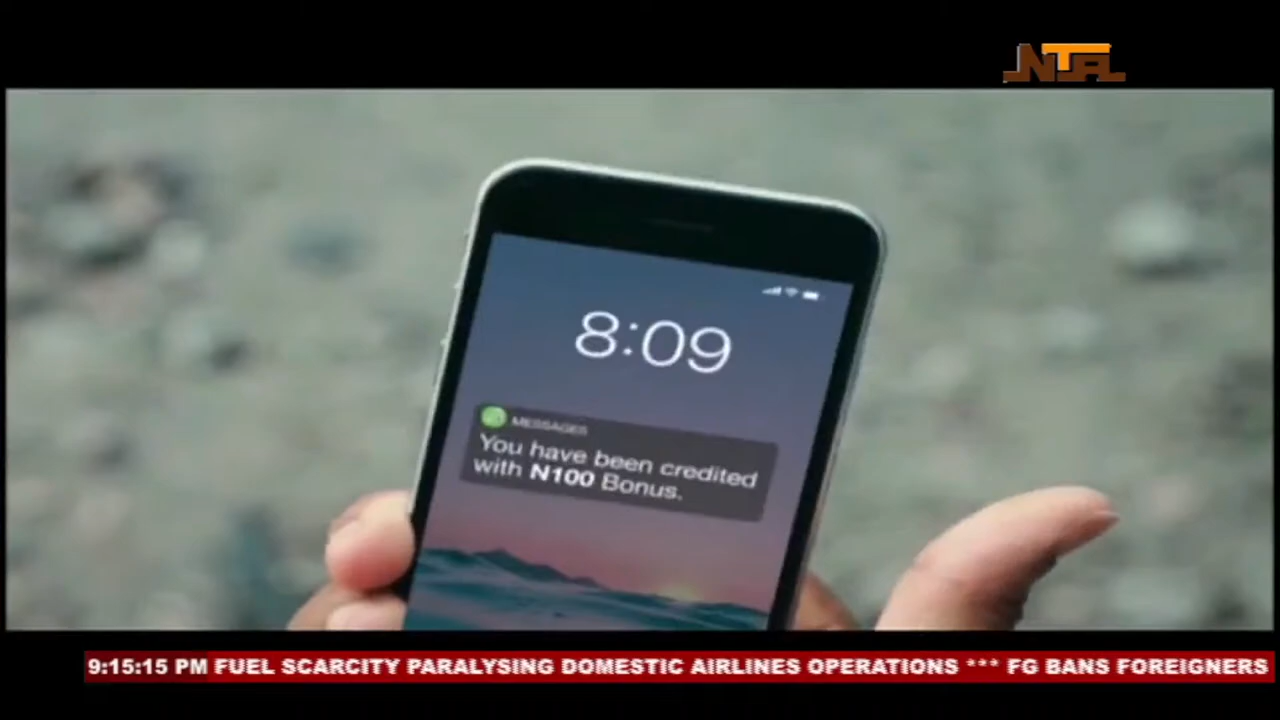 NTA
8:09
MESSAGES
You have been credited
with N100 Bonus.
9:15:15 PM FUEL SCARCITY PARALYSING DOMESTIC AIRLINES OPERATIONS *** FG BANS FOREIGNERS